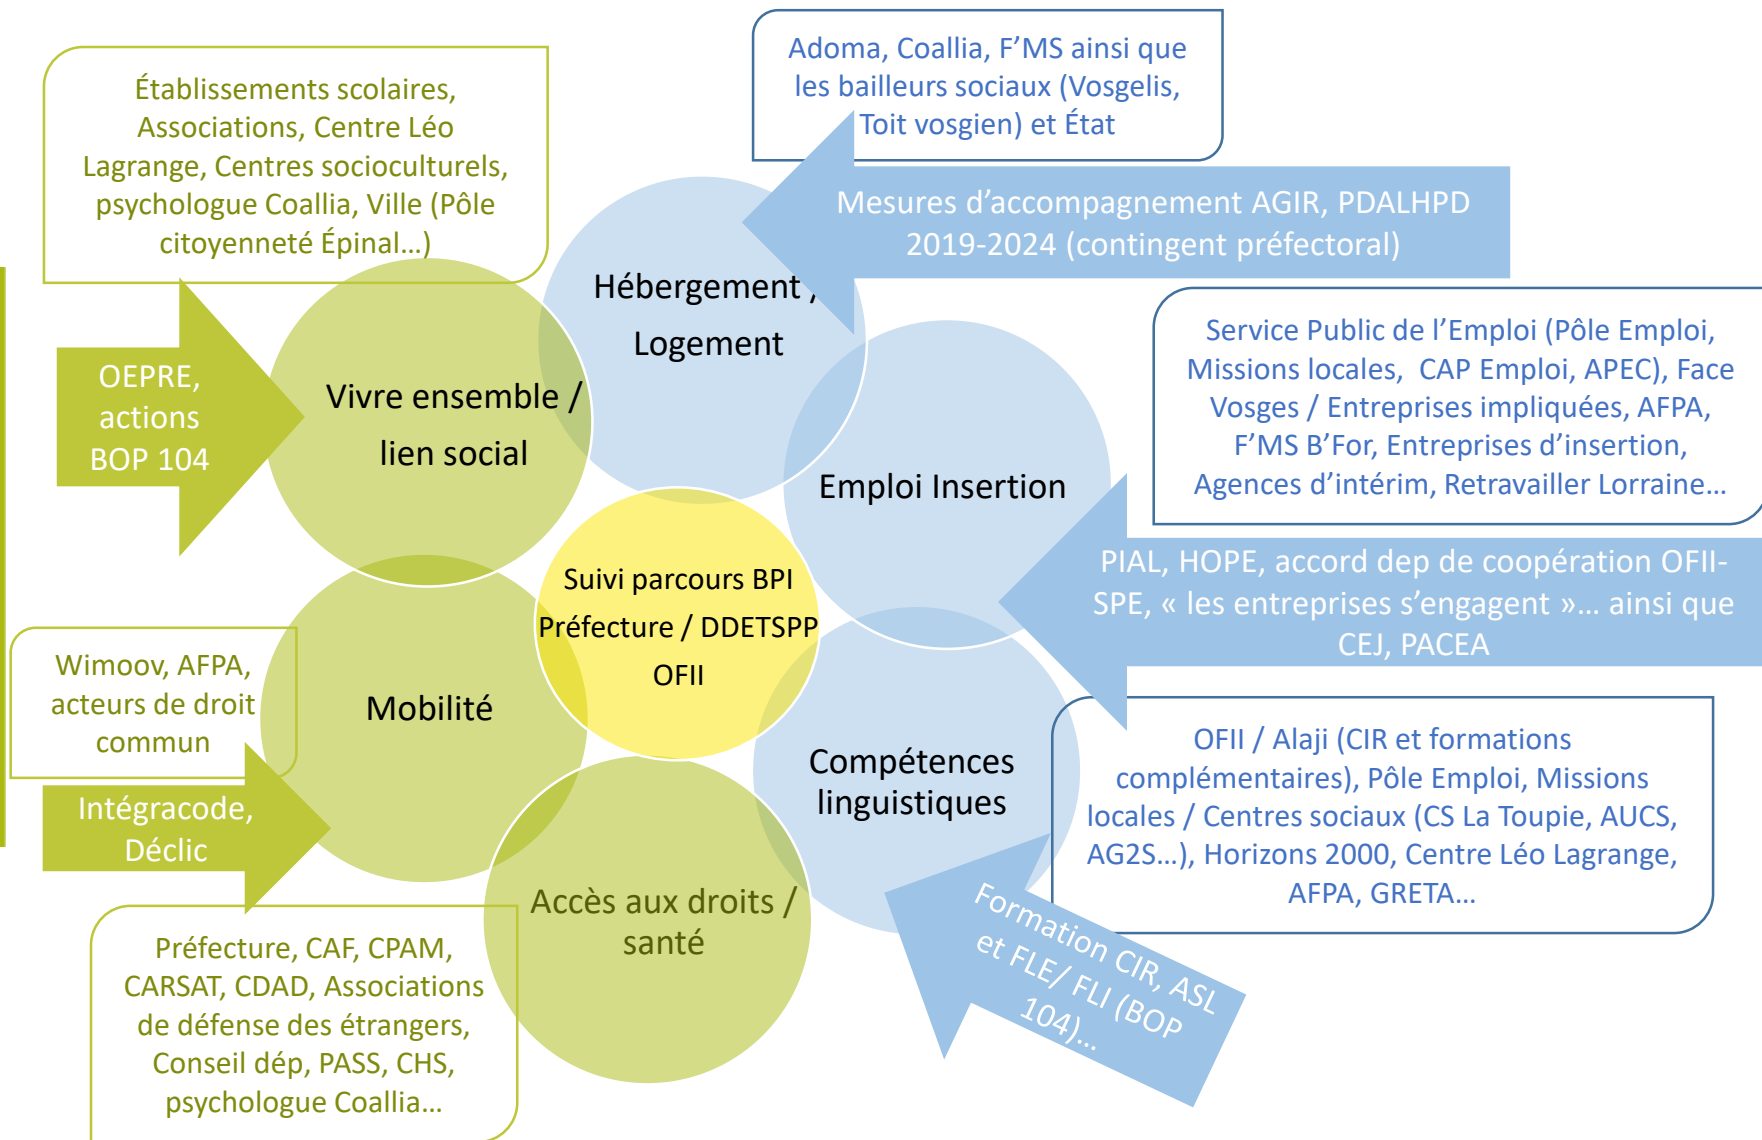 Établissements scolaires,
Associations, Centre Léo
Lagrange, Centres socioculturels,
psychologue Coallia, Ville (Pôle
citoyenneté Épinal…)
Adoma, Coallia, F’MS ainsi que
les bailleurs sociaux (Vosgelis,
Toit vosgien) et État
Mesures d’accompagnement AGIR, PDALHPD
2019-2024 (contingent préfectoral)
Hébergement /
Logement
OEPRE,
actions
BOP 104
Vivre ensemble /
lien social
Service Public de l’Emploi (Pôle Emploi,
Missions locales, CAP Emploi, APEC), Face
Vosges / Entreprises impliquées, AFPA,
F’MS B’For, Entreprises d’insertion,
Agences d’intérim, Retravailler Lorraine…
Emploi Insertion
PIAL, HOPE, accord dep de coopération OFII-
SPE, « les entreprises s’engagent »… ainsi que
CEJ, PACEA
Suivi parcours BPI
Préfecture / DDETSPP
OFII
Wimoov, AFPA,
acteurs de droit
commun
Mobilité
Intégracode,
Déclic
Compétences
linguistiques
OFII / Alaji (CIR et formations
complémentaires), Pôle Emploi, Missions
locales / Centres sociaux (CS La Toupie, AUCS,
AG2S…), Horizons 2000, Centre Léo Lagrange,
AFPA, GRETA…
Formation CIR, ASL
et FLE/ FLI (BOP
104)…
Accès aux droits /
santé
Préfecture, CAF, CPAM,
CARSAT, CDAD, Associations
de défense des étrangers,
Conseil dép, PASS, CHS,
psychologue Coallia…